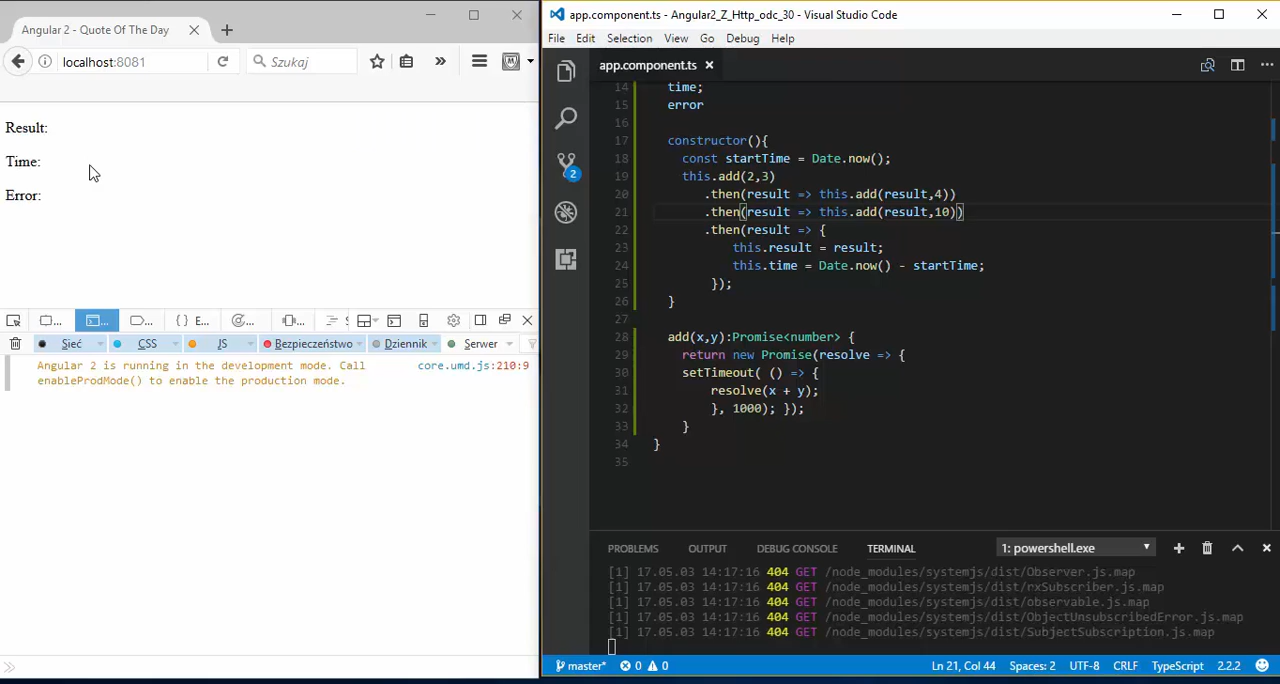 Angular 2 - Quote Of The Day
localhost:8081
Szukaj
Result:
Time:
Error:
E...
S
Sieć
CSS
JS
Bezpieczeństwo
Dziennik
Serwer
Angular 2 is running in the development mode. Call core.umd.js:210:9
enableProdMode() to enable the production mode.
app.component.ts - Angular2_Z_Http_odc_30 - Visual Studio Code
File Edit Selection View Go Debug Help
app.component.ts
2
14 time;
15 error
16
17 constructor(){
18 const startTime = Date.now();
19 this.add(2,3)
20 .then(result => this.add(result,4))
21 .then(result => this.add(result,10))
22 .then(result => {
23 this.result = result;
24 this.time = Date.now() - startTime;
25 });
26 }
27
28 add(x,y):Promise<number> {
29 return new Promise(resolve => {
30 setTimeout( () => {
31 resolve(x + y);
32 }, 1000); });
33 }
34 }
35
PROBLEMS OUTPUT DEBUG CONSOLE TERMINAL 1: powershell.exe
[1] 17.05.03 14:17:16 404 GET /node_modules/systemjs/dist/Observer.js.map
[1] 17.05.03 14:17:16 404 GET /node_modules/systemjs/dist/rxSubscriber.js.map
[1] 17.05.03 14:17:16 404 GET /node_modules/systemjs/dist/observable.js.map
[1] 17.05.03 14:17:16 404 GET /node_modules/systemjs/dist/ObjectUnsubscribedError.js.map
[1] 17.05.03 14:17:16 404 GET /node_modules/systemjs/dist/SubjectSubscription.js.map
master* 0 0 Ln 21, Col 44 Spaces: 2 UTF-8 CRLF TypeScript 2.2.2